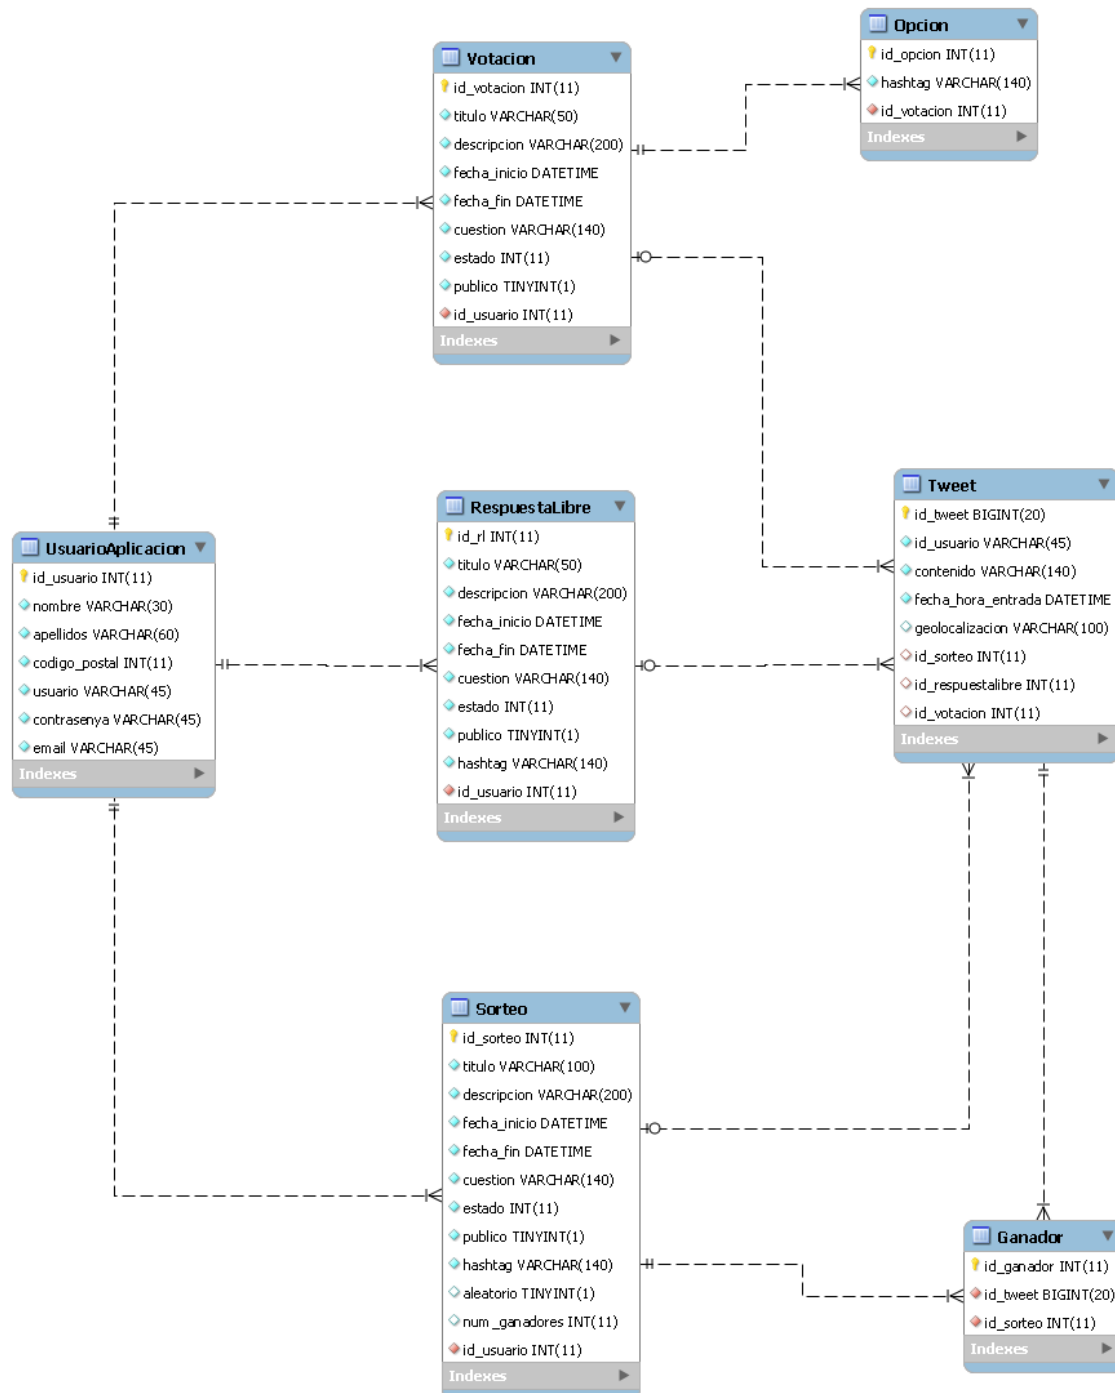 Opcion
id_opcion INT(11)
hashtag VARCHAR(140)
id_votacion INT(11)
Indexes
Votacion
id_votacion INT(11)
titulo VARCHAR(50)
descripcion VARCHAR(200)
fecha_inicio DATETIME
fecha_fin DATETIME
cuestion VARCHAR(140)
estado INT(11)
publico TINYINT(1)
id_usuario INT(11)
Indexes
UsuarioAplicacion
id_usuario INT(11)
nombre VARCHAR(30)
apellidos VARCHAR(60)
codigo_postal INT(11)
usuario VARCHAR(45)
contrasenya VARCHAR(45)
email VARCHAR(45)
Indexes
RespuestaLibre
id_rl INT(11)
titulo VARCHAR(50)
descripcion VARCHAR(200)
fecha_inicio DATETIME
fecha_fin DATETIME
cuestion VARCHAR(140)
estado INT(11)
publico TINYINT(1)
hashtag VARCHAR(140)
id_usuario INT(11)
Indexes
Tweet
id_tweet BIGINT(20)
id_usuario VARCHAR(45)
contenido VARCHAR(140)
fecha_hora_entrada DATETIME
geolocalizacion VARCHAR(100)
id_sorteo INT(11)
id_respuestalibre INT(11)
id_votacion INT(11)
Indexes
Sorteo
id_sorteo INT(11)
titulo VARCHAR(100)
descripcion VARCHAR(200)
fecha_inicio DATETIME
fecha_fin DATETIME
cuestion VARCHAR(140)
estado INT(11)
publico TINYINT(1)
hashtag VARCHAR(140)
aleatorio TINYINT(1)
num_ganadores INT(11)
id_usuario INT(11)
Indexes
Ganador
id_ganador INT(11)
id_tweet BIGINT(20)
id_sorteo INT(11)
Indexes